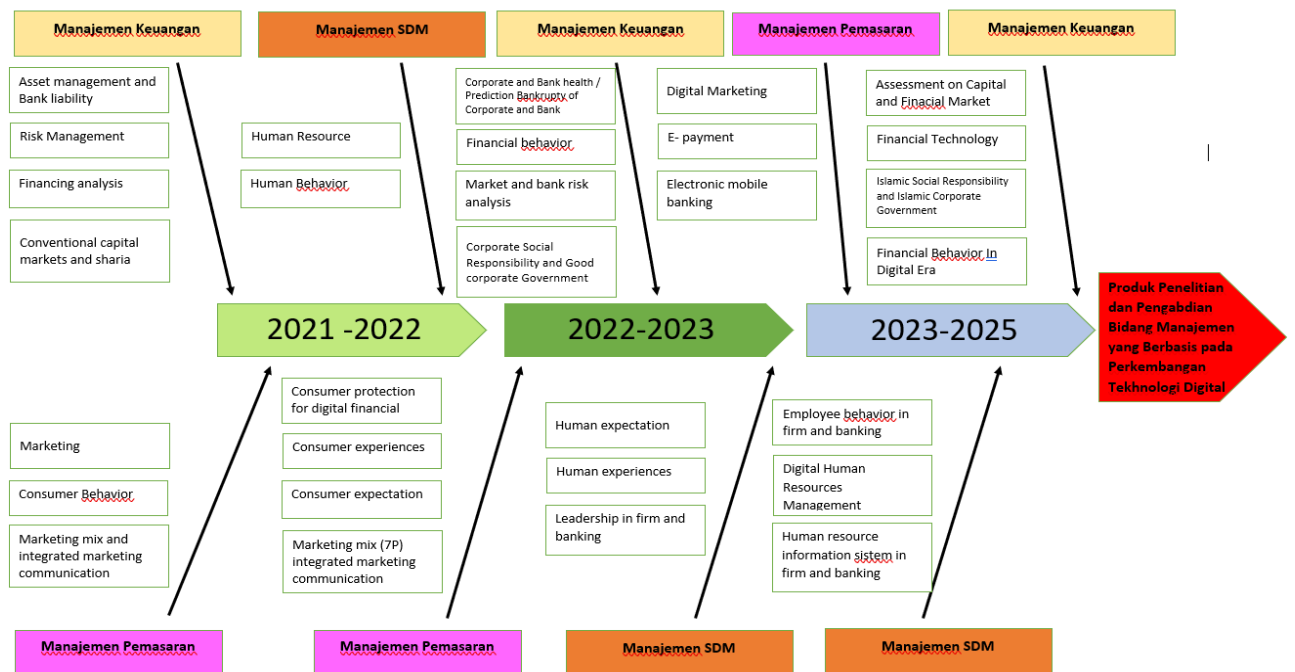 Manajemen Keuangan
Manajemen SDM
Manajemen Keuangan
Manajemen Pemasaran
Manajemen Keuangan
Asset management and
Bank liability
Risk Management
Financing analysis
Conventional capital
markets and sharia
Human Resource
Human Behavior
Corporate and Bank health /
Prediction Bankrupty of
Corporate and Bank
Financial behavior
Market and bank risk
analysis
Corporate Social
Responsibility and Good
corporate Government
Digital Marketing
E- payment
Electronic mobile
banking
Assessment on Capital
and Finacial Market
Financial Technology
Islamic Social Responsibility
and Islamic Corporate
Government
Financial Behavior In
Digital Era
2021 -2022
2022-2023
2023-2025
Produk Penelitian
dan Pengabdian
Bidang Manajemen
yang Berbasis pada
Perkembangan
Tekhnologi Digital
Marketing
Consumer Behavior
Marketing mix and
integrated marketing
communication
Consumer protection
for digital financial
Consumer experiences
Consumer expectation
Marketing mix (7P)
integrated marketing
communication
Human expectation
Human experiences
Leadership in firm and
banking
Employee behavior in
firm and banking
Digital Human
Resources
Management
Human resource
information sistem in
firm and banking
Manajemen Pemasaran
Manajemen Pemasaran
Manajemen SDM
Manajemen SDM